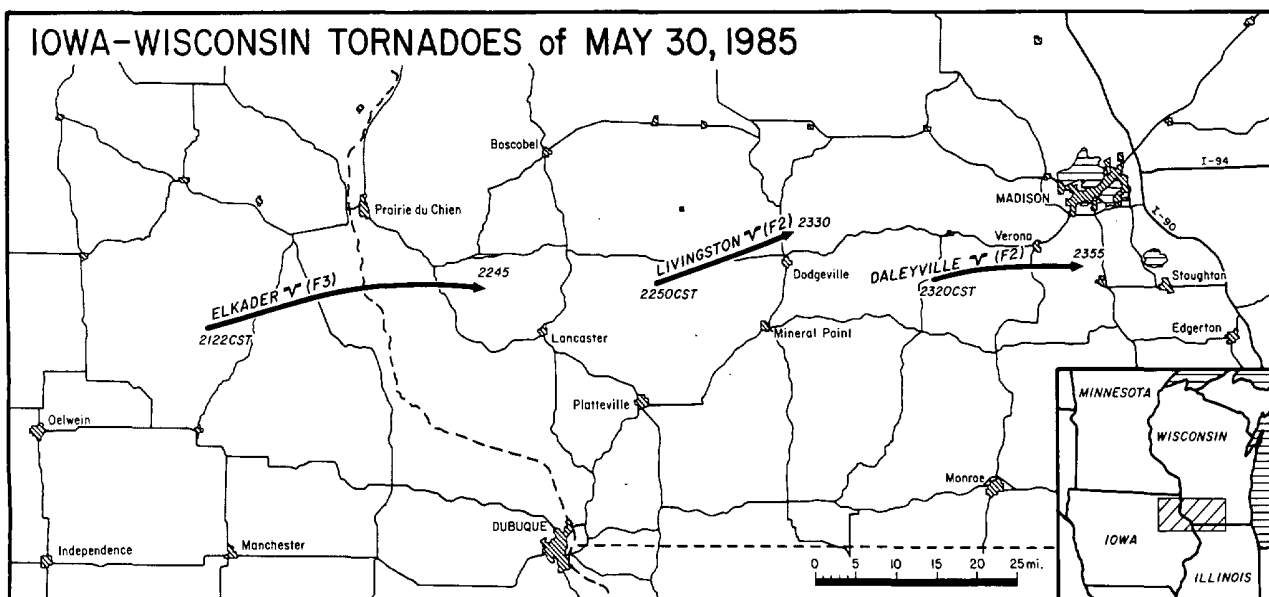 IOWA-WISCONSIN TORNADOES of MAY 30, 1985
Boscobel
I-94
MADISON
Prairie du Chien
I-90
LIVINGSTON (F2) 2330
Verona
2245
2355
Dodgeville
DALEYVILLE (F2)
ELKADER (F3)
2250CST
2320CST
Stoughton
2122CST
Lancaster
Mineral Point
Edgerton
Platteville
Oelwein
MINNESOTA
WISCONSIN
Monroe
DUBUQUE
Independence
Manchester
IOWA
0 5 10 15 20 25 mi.
ILLINOIS